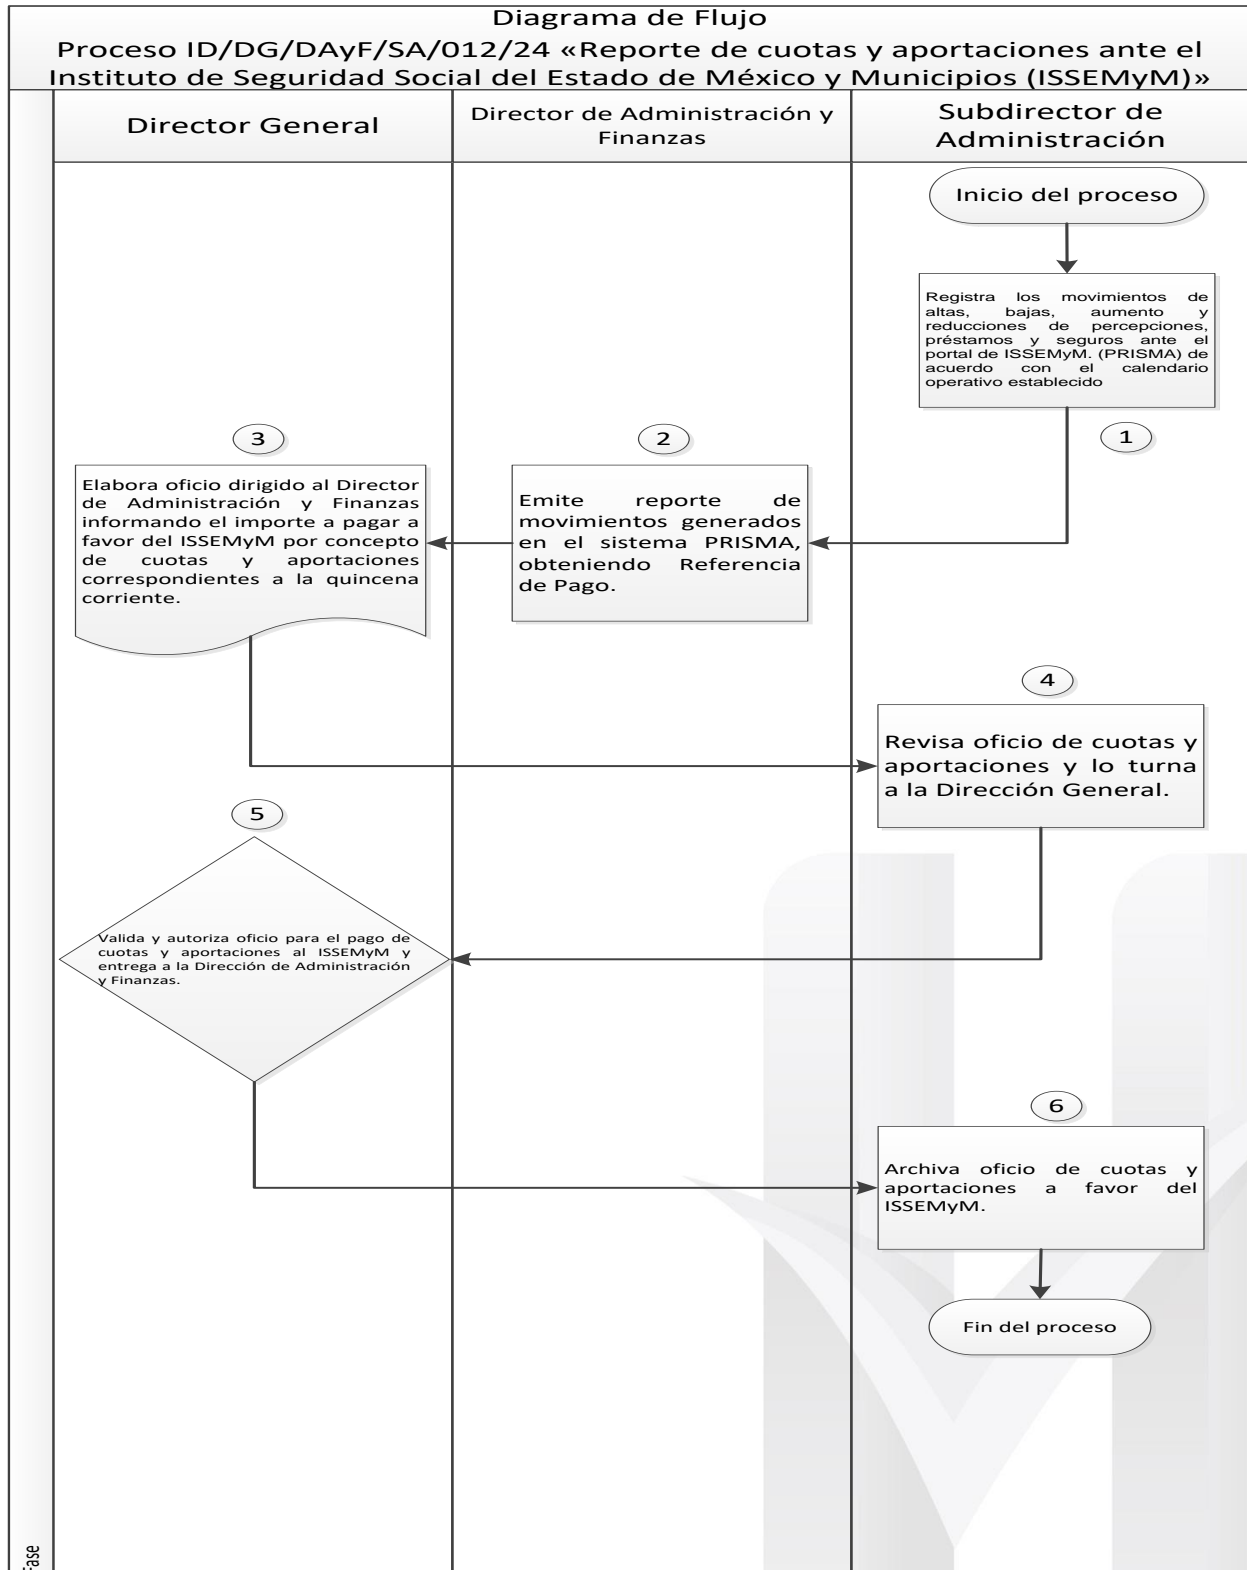 Diagrama de Flujo
Proceso ID/DG/DAyF/SA/012/24 «Reporte de cuotas y aportaciones ante el
Instituto de Seguridad Social del Estado de México y Municipios (ISSEMyM)»
Director General
Director de Administración y
Finanzas
Subdirector de
Administración
Inicio del proceso
Registra los movimientos de
altas, bajas, aumento y
reducciones de percepciones,
préstamos y seguros ante el
portal de ISSEMyM. (PRISMA) de
acuerdo con el calendario
operativo establecido
1
2
Emite reporte de
movimientos generados
en el sistema PRISMA,
obteniendo Referencia
de Pago.
3
Elabora oficio dirigido al Director
de Administración y Finanzas
informando el importe a pagar a
favor del ISSEMyM por concepto
de cuotas y aportaciones
correspondientes a la quincena
corriente.
4
Revisa oficio de cuotas y
aportaciones y lo turna
a la Dirección General.
5
Valida y autoriza oficio para el pago de
cuotas y aportaciones al ISSEMyM y
entrega a la Dirección de Administración
y Finanzas.
6
Archiva oficio de cuotas y
aportaciones a favor del
ISSEMyM.
Fin del proceso
Fase